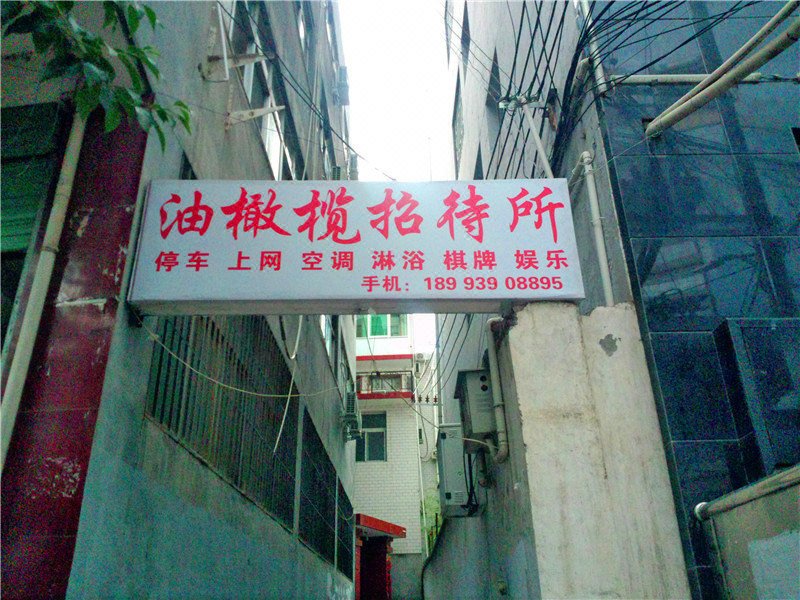 油橄榄招待所
停车 上网 空调 淋浴 棋牌 娱乐
手机：189 939 08895